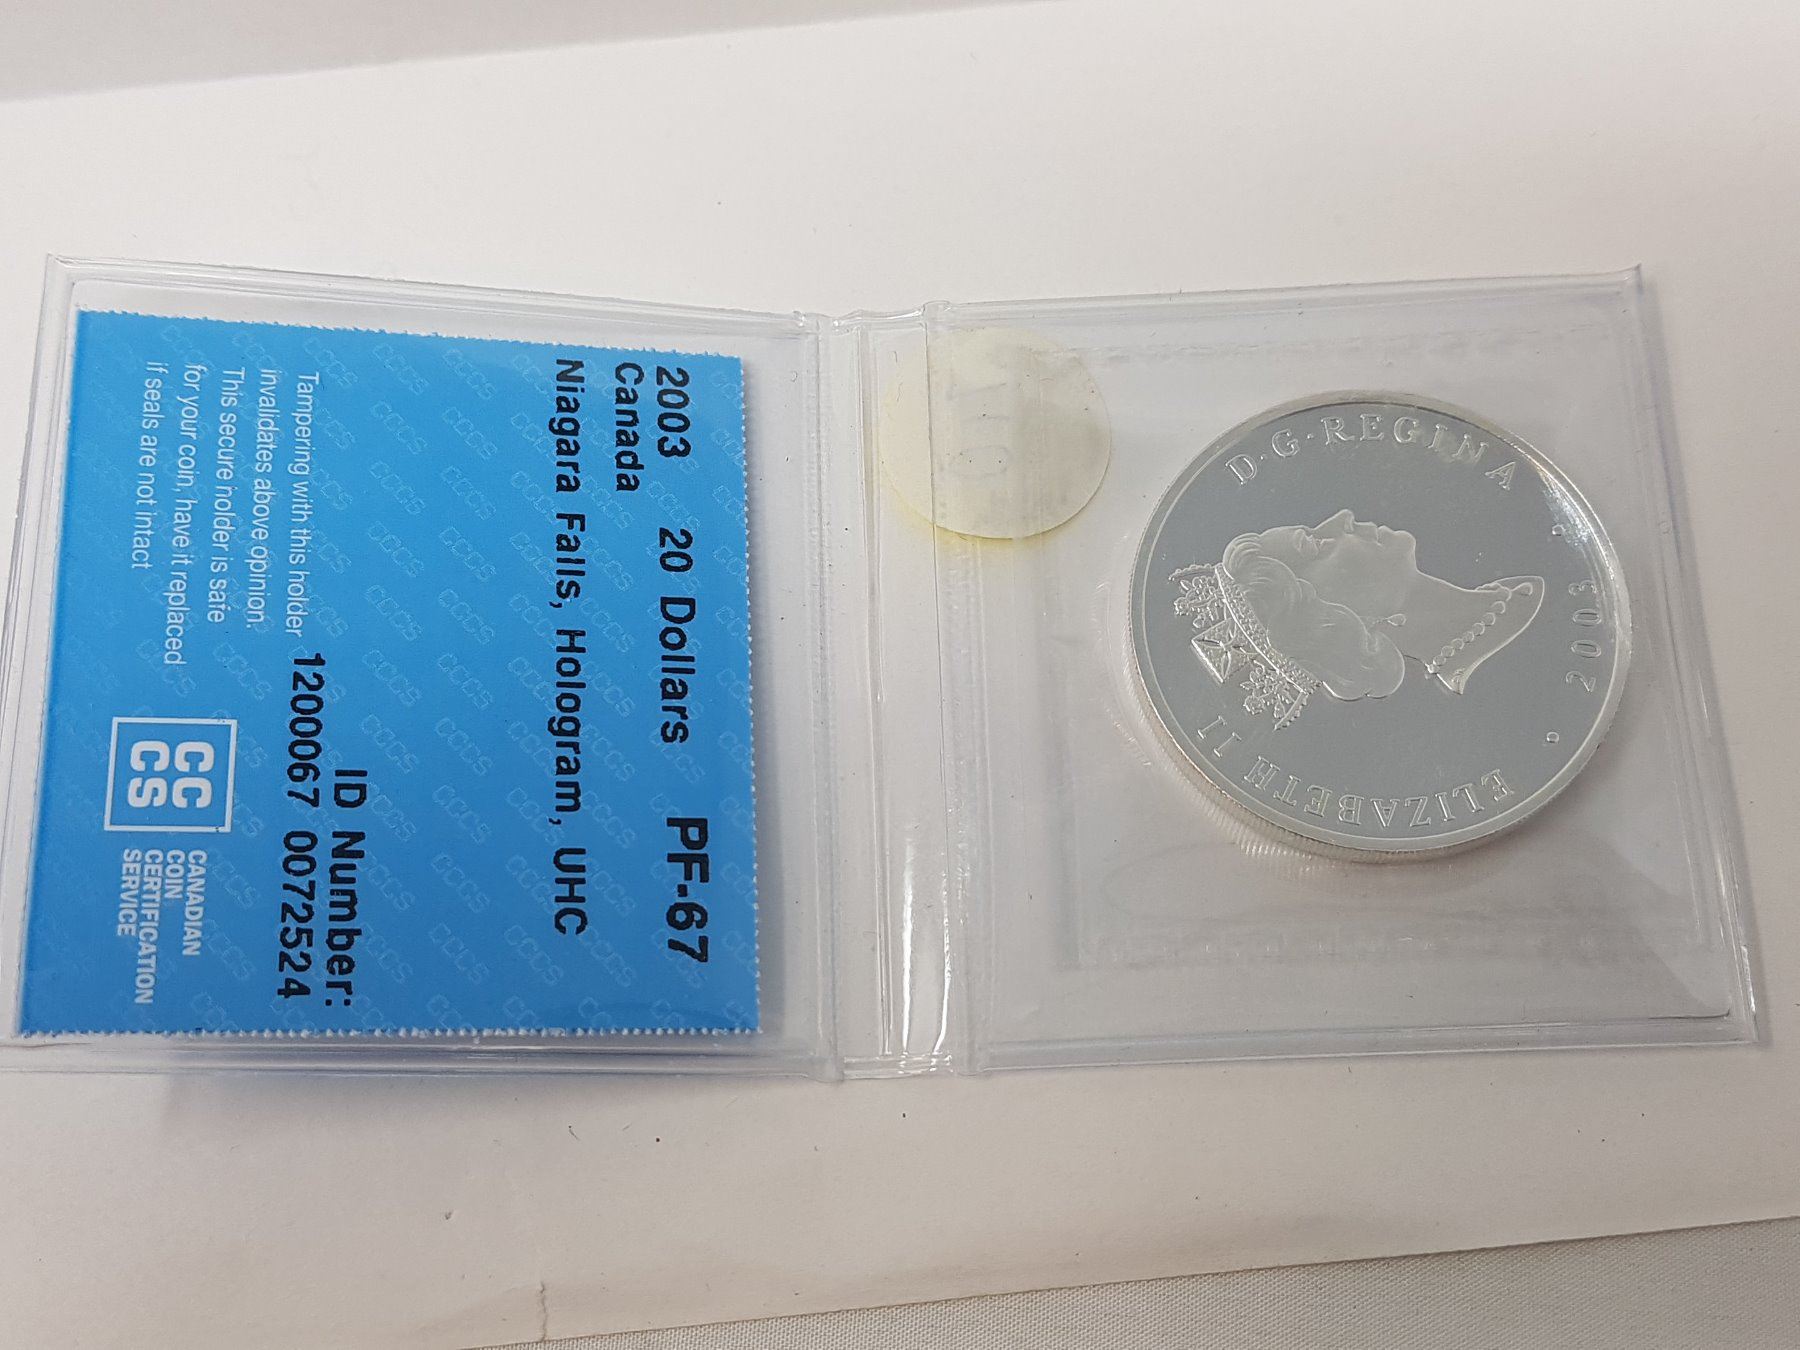 2003 20 Dollars PF-67
Canada
Niagara Falls, Hologram, UHC
Tampering with this holder
invalidates above opinion.
This secure holder is safe
for your coin, have it replaced
if seals are not intact
ID Number:
1200067 0072524
CCCS
CANADIAN
COIN
CERTIFICATION
SERVICE
ELIZABETH II D·G·REGINA
2003